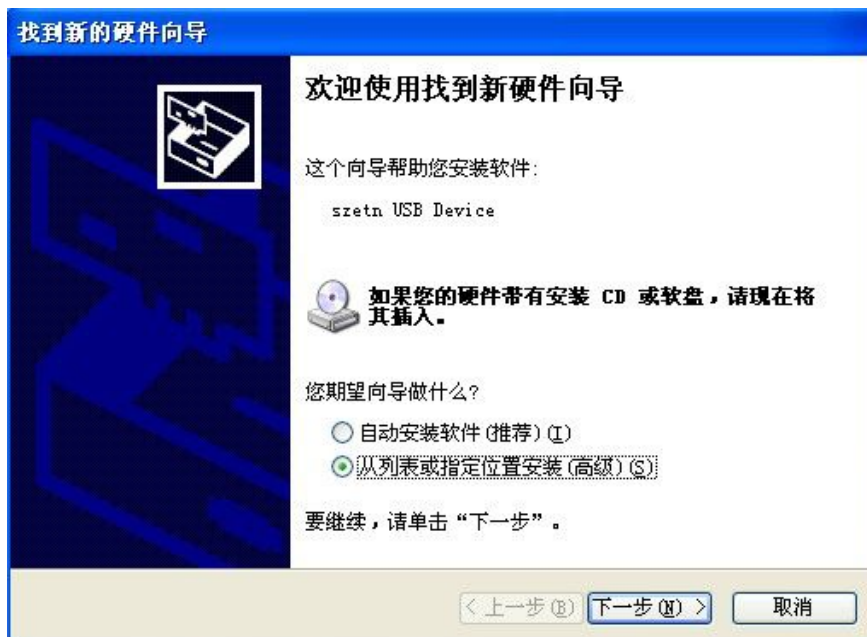 找到新的硬件向导
欢迎使用找到新硬件向导
这个向导帮助您安装软件:
szetn USB Device
如果您的硬件带有安装 CD 或软盘，请现在将
其插入。
您期望向导做什么?
自动安装软件(推荐)(I)
从列表或指定位置安装(高级)(S)
要继续，请单击“下一步”。
< 上一步(B) 下一步(N) > 取消